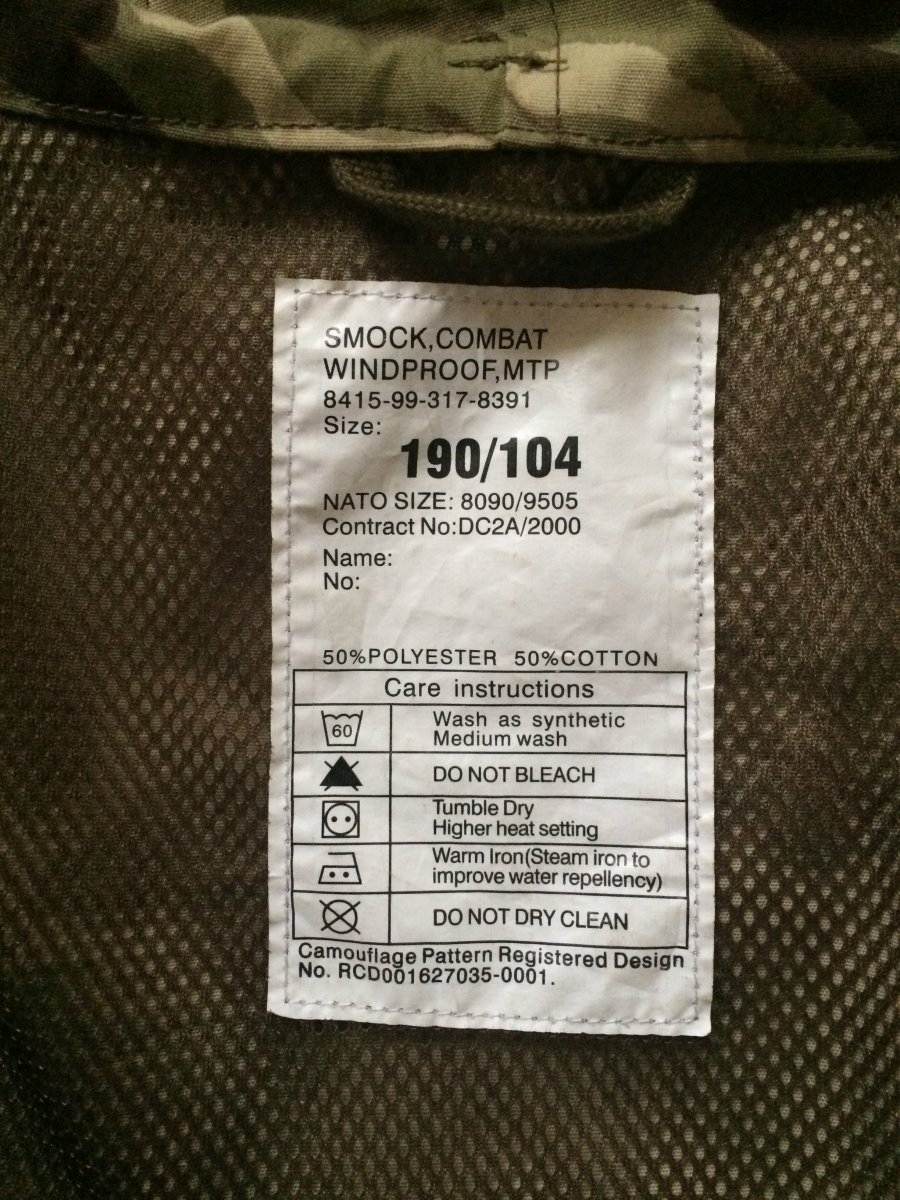 SMOCK,COMBAT
WINDPROOF,MTP
8415-99-317-8391
Size:
190/104
NATO SIZE: 8090/9505
Contract No:DC2A/2000
Name:
No:
50%POLYESTER 50%COTTON
Care instructions
60
Wash as synthetic
Medium wash
DO NOT BLEACH
Tumble Dry
Higher heat setting
Warm Iron(Steam iron to
improve water repellency)
DO NOT DRY CLEAN
Camouflage Pattern Registered Design
No. RCD001627035-0001.